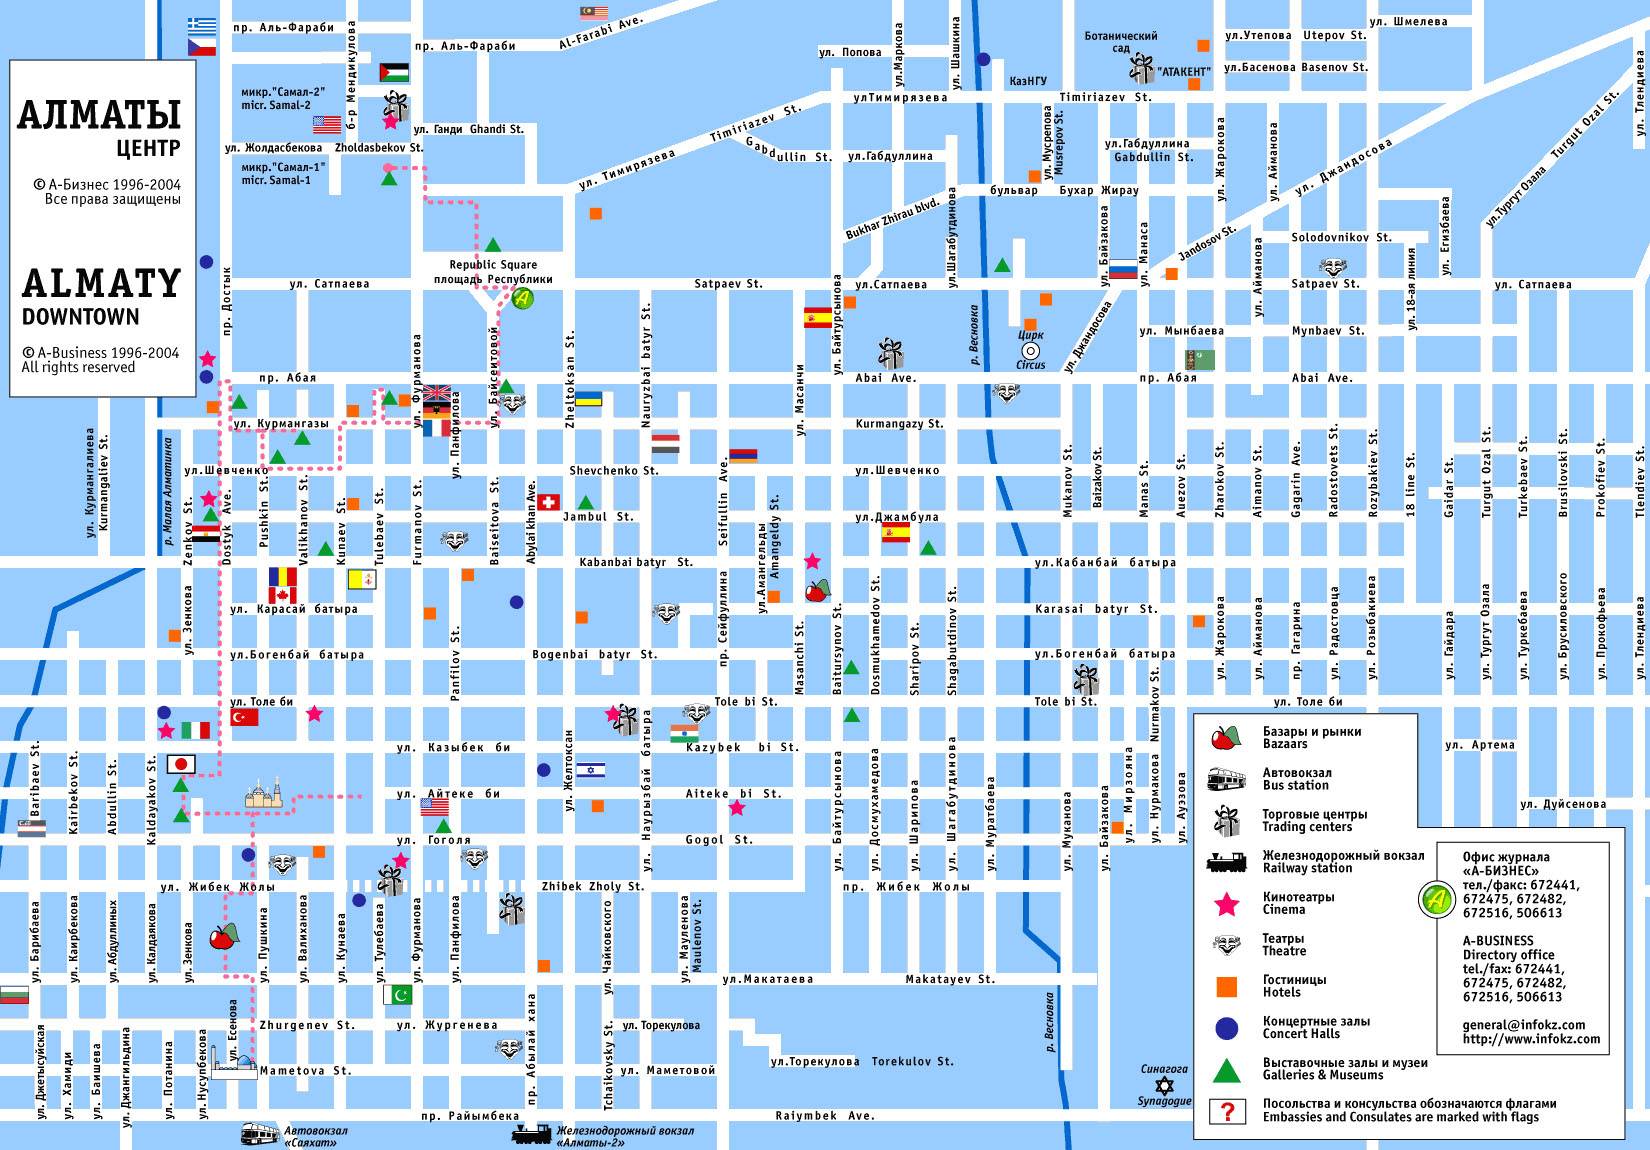 АЛМАТЫ
ЦЕНТР
© А-Бизнес 1996-2004
Все права защищены
ALMATY
DOWNTOWN
© A-Business 1996-2004
All rights reserved
пр. Аль-Фараби
пр. Аль-Фараби
Al-Farabi Ave.
б-р Мендикулова
микр."Самал-2"
micr. Samal-2
ул. Ганди Ghandi St.
ул. Жолдасбекова Zholdasbekov St.
микр."Самал-1"
micr. Samal-1
ул. Попова
ул.Маркова
ул. Шашкина
Ботанический
сад
"АТАКЕНТ"
КазНГУ
ул. Шмелева
ул.Утепова Utepov St.
ул.Басенова Basenov St.
ул. Тлендиева
ул. Тимирязева
Timiriazev St.
улТимирязева
Timiriazev St.
Gabdullin St.
ул.Габдуллина
ул.Мусрепова
Musrepov St.
ул.Габдуллина
Gabdullin St.
ул. Жарокова
ул. Айманова
ул. Джандосова
ул.Тургут Озала Turgut Ozal St.
бульвар Бухар Жирау
Bukhar Zhirau blvd.
ул.Шагабутдинова
ул. Байзакова
ул. Манаса
Jandosov St.
Solodovnikov St.
ул. Егизбаева
ул. Айманова
ул. 18-ая линия
Republic Square
площадь Республики
ул. Сатпаева
Satpaev St.
ул.Сатпаева
Satpaev St.
ул. Сатпаева
пр. Достык
ул. Фурманова
ул. Байсеитовой
Zheltoksan St.
Nauryzbai batyr St.
ул. Байтурсынова
р. Весновка
Цирк
Circus
ул. Джандосова
ул. Мынбаева
Mynbaev St.
пр. Абая
Abai Ave.
пр. Абая
Abai Ave.
ул. Масанчи
ул. Панфилова
ул. Курмангазы
Kurmangazy St.
ул. Курмангалиева
Kurmangaliev St.
р. Малая Алматинка
ул.Шевченко
Shevchenko St.
ул.Шевченко
Zenkov St.
Dostyk Ave.
Pushkin St.
Valikhanov St.
Kunaev St.
Tulebaev St.
Furmanov St.
Baiseitova St.
Abylai khan Ave.
Seifullin Ave.
ул.Амангельды
Amangeldy St.
Jambul St.
ул.Джамбула
Mukanov St.
Baizakov St.
Manas St.
Auezov St.
Zharokov St.
Aimanov St.
Gagarin Ave.
Radostovets St.
Rozybakiev St.
18 line St.
Gaidar St.
Turgut Ozal St.
Turkebaev St.
Brusilovski St.
Prokofiev St.
Tlendiev St.
Kabanbai batyr St.
ул.Кабанбай батыра
ул. Зенкова
ул. Карасай батыра
Karasai batyr St.
ул.Богенбай батыра
Bogenbai batyr St.
ул.Богенбай батыра
Panfilov St.
пр. Сейфуллина
Masanchi St.
Baitursynov St.
Dosmukhamedov St.
Sharipov St.
Shagabutdinov St.
ул. Жарокова
ул. Айманова
пр. Гагарина
ул. Радостовца
ул. Розыбакиева
ул. Гайдара
ул. Тургут Озала
ул. Туркебаева
ул. Брусиловского
ул. Прокофьева
ул. Тлендиева
ул. Толе би
Tole bi St.
Tole bi St.
ул. Толе би
Nurmakov St.
ул. Казыбек би
Kazybek bi St.
ул. Артема
Baribaev St.
Kairbekov St.
Abdullin St.
Kaldayakov St.
ул. Желтоксан
ул. Наурызбай батыра
ул. Айтеке би
Aiteke bi St.
ул. Дуйсенова
ул. Байтурсынова
ул. Досмухамедова
ул. Шарипова
ул. Шагабутдинова
ул. Муратбаева
ул. Муканова
ул. Байзакова
ул. Мирзояна
ул. Нурмакова
ул. Ауэзова
ул. Гоголя
Gogol St.
ул. Жибек Жолы
Zhibek Zholy St.
пр. Жибек Жолы
ул. Барибаева
ул. Каирбекова
ул. Абдуллиных
ул. Калдаякова
ул. Зенкова
ул. Пушкина
ул. Валиханова
ул. Кунаева
ул. Тулебаева
ул. Фурманова
ул. Панфилова
ул. Чайковского
ул. Мауленова
Maulenov St.
ул.Макатаева
Makatayev St.
ул. Джетысуйская
ул. Хамиди
ул. Баишева
ул. Джангильдина
ул. Потанина
ул. Нусупбекова
ул. Есенова
Zhurgenev St.
ул. Жургенева
пр. Абылай хана
Tchaikovsky St.
ул. Торекулова
ул.Торекулова Torekulov St.
Mametova St.
ул. Маметовой
р. Весновка
Синагога
Synagogue
пр. Райымбека
Raiymbek Ave.
Автовокзал
«Саяхат»
Железнодорожный вокзал
«Алматы-2»
Базары и рынки
Bazaars
Автовокзал
Bus station
Торговые центры
Trading centers
Железнодорожный вокзал
Railway station
Кинотеатры
Cinema
Театры
Theatre
Гостиницы
Hotels
Концертные залы
Concert Halls
Выставочные залы и музеи
Galleries & Museums
?
Посольства и консульства обозначаются флагами
Embassies and Consulates are marked with flags
Офис журнала
«А-БИЗНЕС»
тел./факс: 672441,
672475, 672482,
672516, 506613
A-BUSINESS
Directory office
tel./fax: 672441,
672475, 672482,
672516, 506613
general@infokz.com
http://www.infokz.com